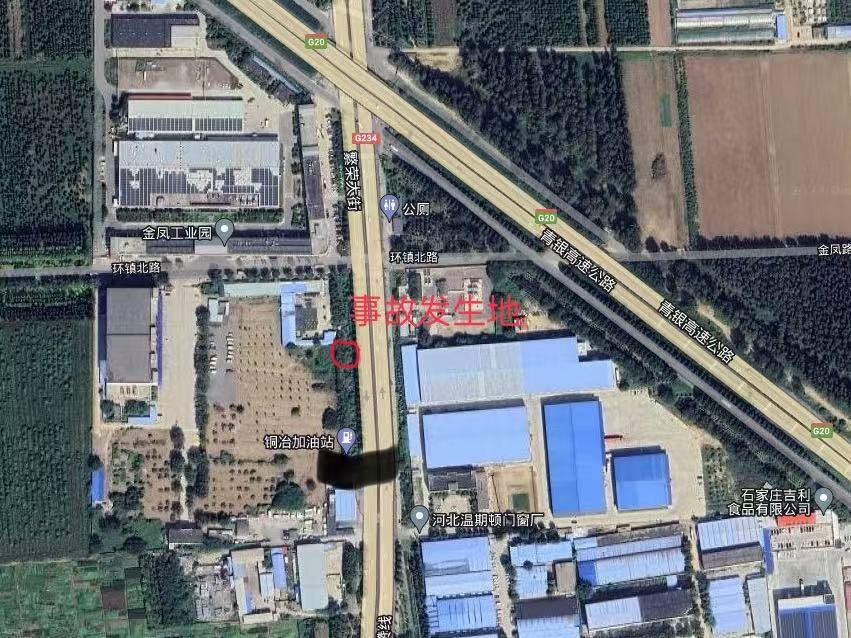 G20
G234
繁荣大街
公厕
G20
金凤工业园
青银高速公路
环镇北路
金凤路
环镇北路
事故发生地
青银高速公路
G20
铜冶加油站
石家庄吉利
食品有限公司
河北温期顿门窗厂